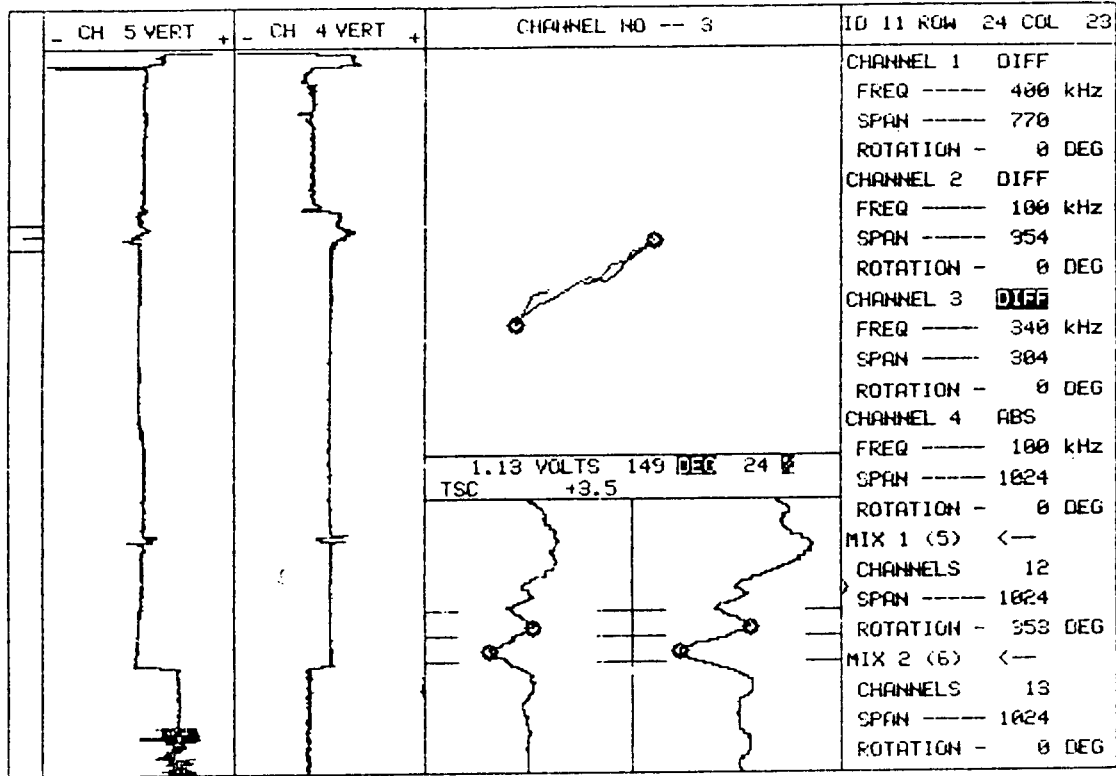 - CH 5 VERT +
- CH 4 VERT +
CHANNEL NO -- 3
ID 11 ROW 24 COL 23
CHANNEL 1 DIFF
FREQ ----- 400 kHz
SPAN ----- 770
ROTATION - 0 DEG
CHANNEL 2 DIFF
FREQ ----- 100 kHz
SPAN ----- 954
ROTATION - 0 DEG
CHANNEL 3 DIFF
FREQ ----- 340 kHz
SPAN ----- 304
ROTATION - 0 DEG
CHANNEL 4 ABS
FREQ ----- 100 kHz
SPAN ----- 1024
ROTATION - 0 DEG
MIX 1 (5) <--
CHANNELS 12
SPAN ----- 1024
ROTATION - 353 DEG
MIX 2 (6) <--
CHANNELS 13
SPAN ----- 1024
ROTATION - 0 DEG
1.13 VOLTS 149 DEG 24 %
TSC +3.5